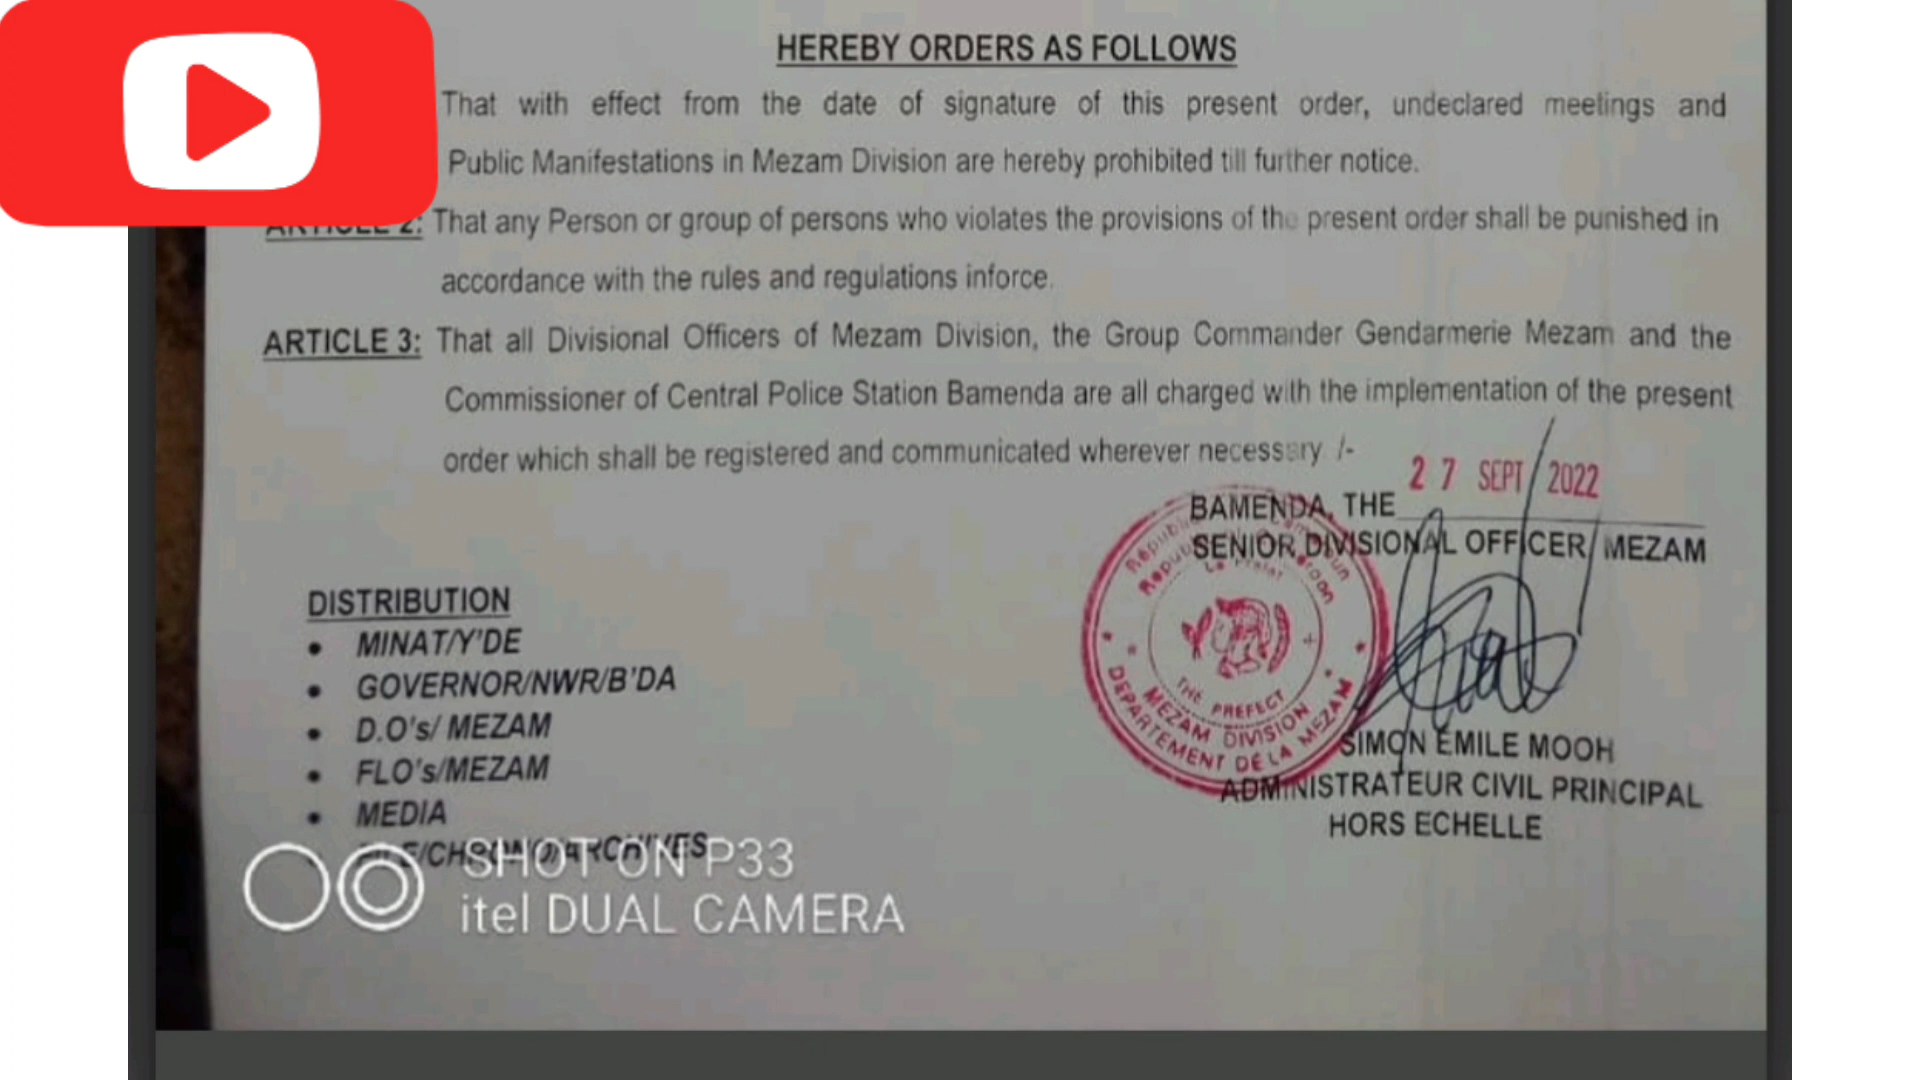 HEREBY ORDERS AS FOLLOWS
That with effect from the date of signature of this present order, undeclared meetings and
Public Manifestations in Mezam Division are hereby prohibited till further notice.
ARTICLE 2: That any Person or group of persons who violates the provisions of the present order shall be punished in
accordance with the rules and regulations inforce.
ARTICLE 3: That all Divisional Officers of Mezam Division, the Group Commander Gendarmerie Mezam and the
Commissioner of Central Police Station Bamenda are all charged with the implementation of the present
order which shall be registered and communicated wherever necessary /-
27 SEPT 2022
BAMENDA, THE
SENIOR DIVISIONAL OFFICER MEZAM
THE PREFECT
MEZAM DIVISION
DEPARTEMENT DE LA MEZAM
SIMON EMILE MOOH
ADMINISTRATEUR CIVIL PRINCIPAL
HORS ECHELLE
DISTRIBUTION
• MINAT/Y'DE
• GOVERNOR/NWR/B'DA
• D.O's/ MEZAM
• FLO's/MEZAM
• MEDIA
FILE/CHRONO/ARCHIVES
SHOT ON P33
itel DUAL CAMERA